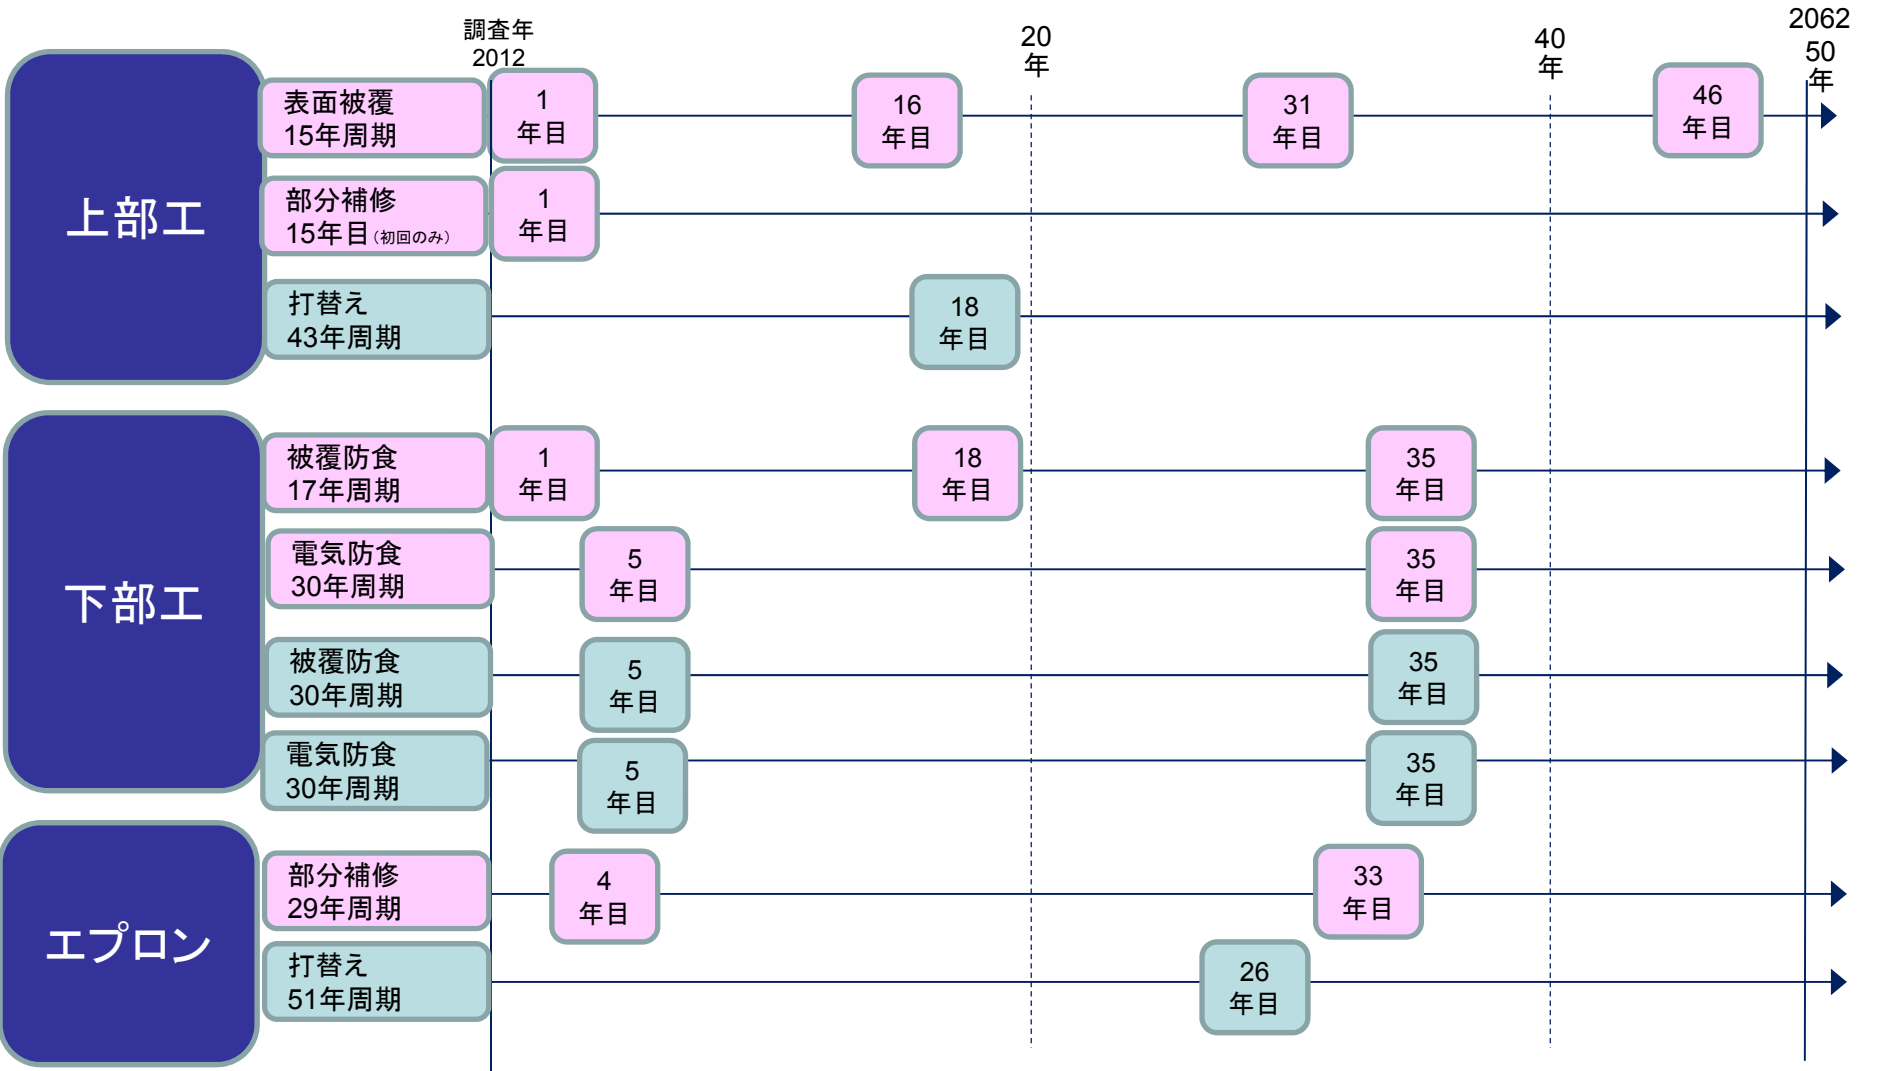 調査年
2012
20
年
40
年
2062
50
年
上部工
表面被覆
15年周期
1
年目
16
年目
31
年目
46
年目
部分補修
15年目(初回のみ)
1
年目
打替え
43年周期
18
年目
下部工
被覆防食
17年周期
1
年目
18
年目
35
年目
電気防食
30年周期
5
年目
35
年目
被覆防食
30年周期
5
年目
35
年目
電気防食
30年周期
5
年目
35
年目
エプロン
部分補修
29年周期
4
年目
33
年目
打替え
51年周期
26
年目